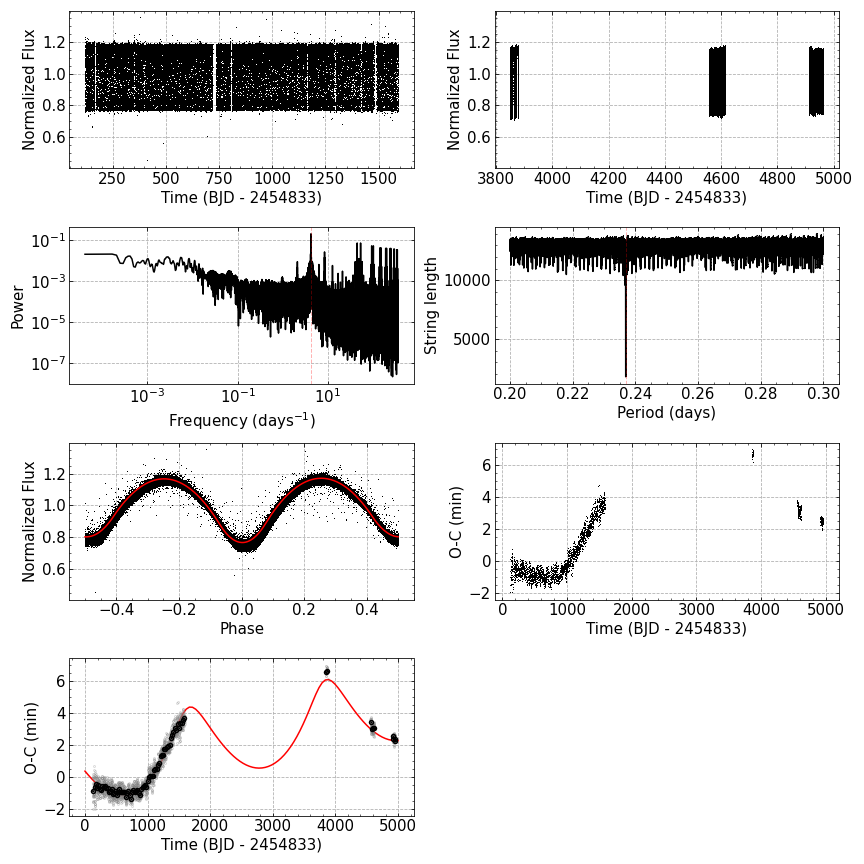 1.2
1.0
0.8
0.6
Normalized Flux
250 500 750 1000 1250 1500
Time (BJD - 2454833)
1.2
1.0
0.8
0.6
Normalized Flux
3800 4000 4200 4400 4600 4800 5000
Time (BJD - 2454833)
10⁻¹
10⁻³
10⁻⁵
10⁻⁷
Power
10⁻³ 10⁻¹ 10¹
Frequency (days⁻¹)
10000
5000
String length
0.20 0.22 0.24 0.26 0.28 0.30
Period (days)
1.2
1.0
0.8
0.6
Normalized Flux
−0.4 −0.2 0.0 0.2 0.4
Phase
6
4
2
0
−2
O-C (min)
0 1000 2000 3000 4000 5000
Time (BJD - 2454833)
6
4
2
0
−2
O-C (min)
0 1000 2000 3000 4000 5000
Time (BJD - 2454833)